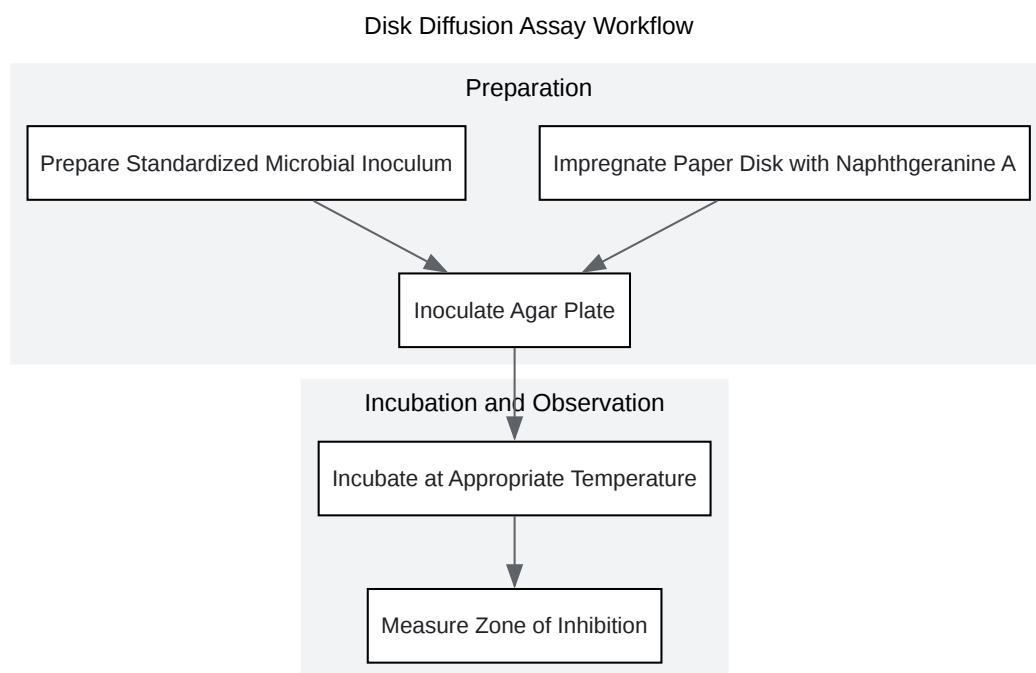 Disk Diffusion Assay Workflow
Preparation
Prepare Standardized Microbial Inoculum
Impregnate Paper Disk with Naphthgeranine A
Inoculate Agar Plate
Incubation and Observation
Incubate at Appropriate Temperature
Measure Zone of Inhibition